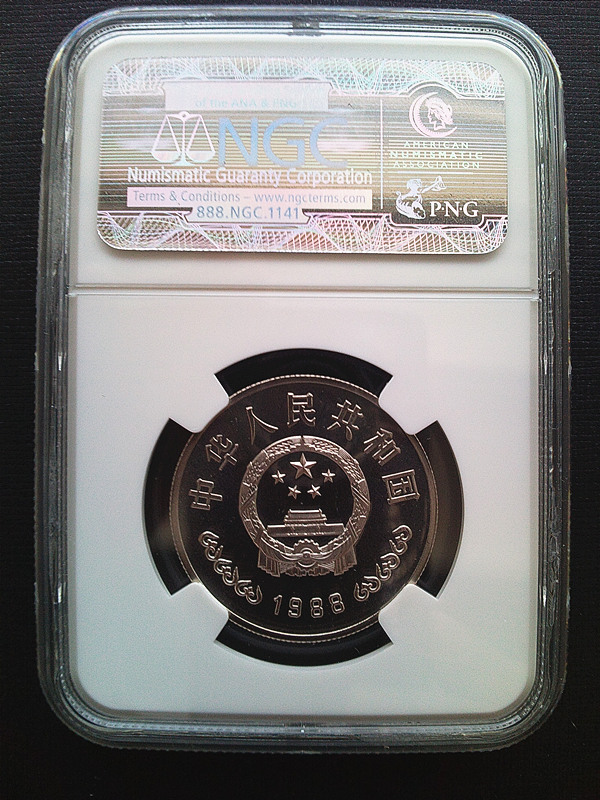 of the ANA & PNG
NGC
Numismatic Guaranty Corporation
Terms & Conditions – www.ngcterms.com
888.NGC.1141
AMERICAN
NUMISMATIC
ASSOCIATION
PNG
中华人民共和国
1988